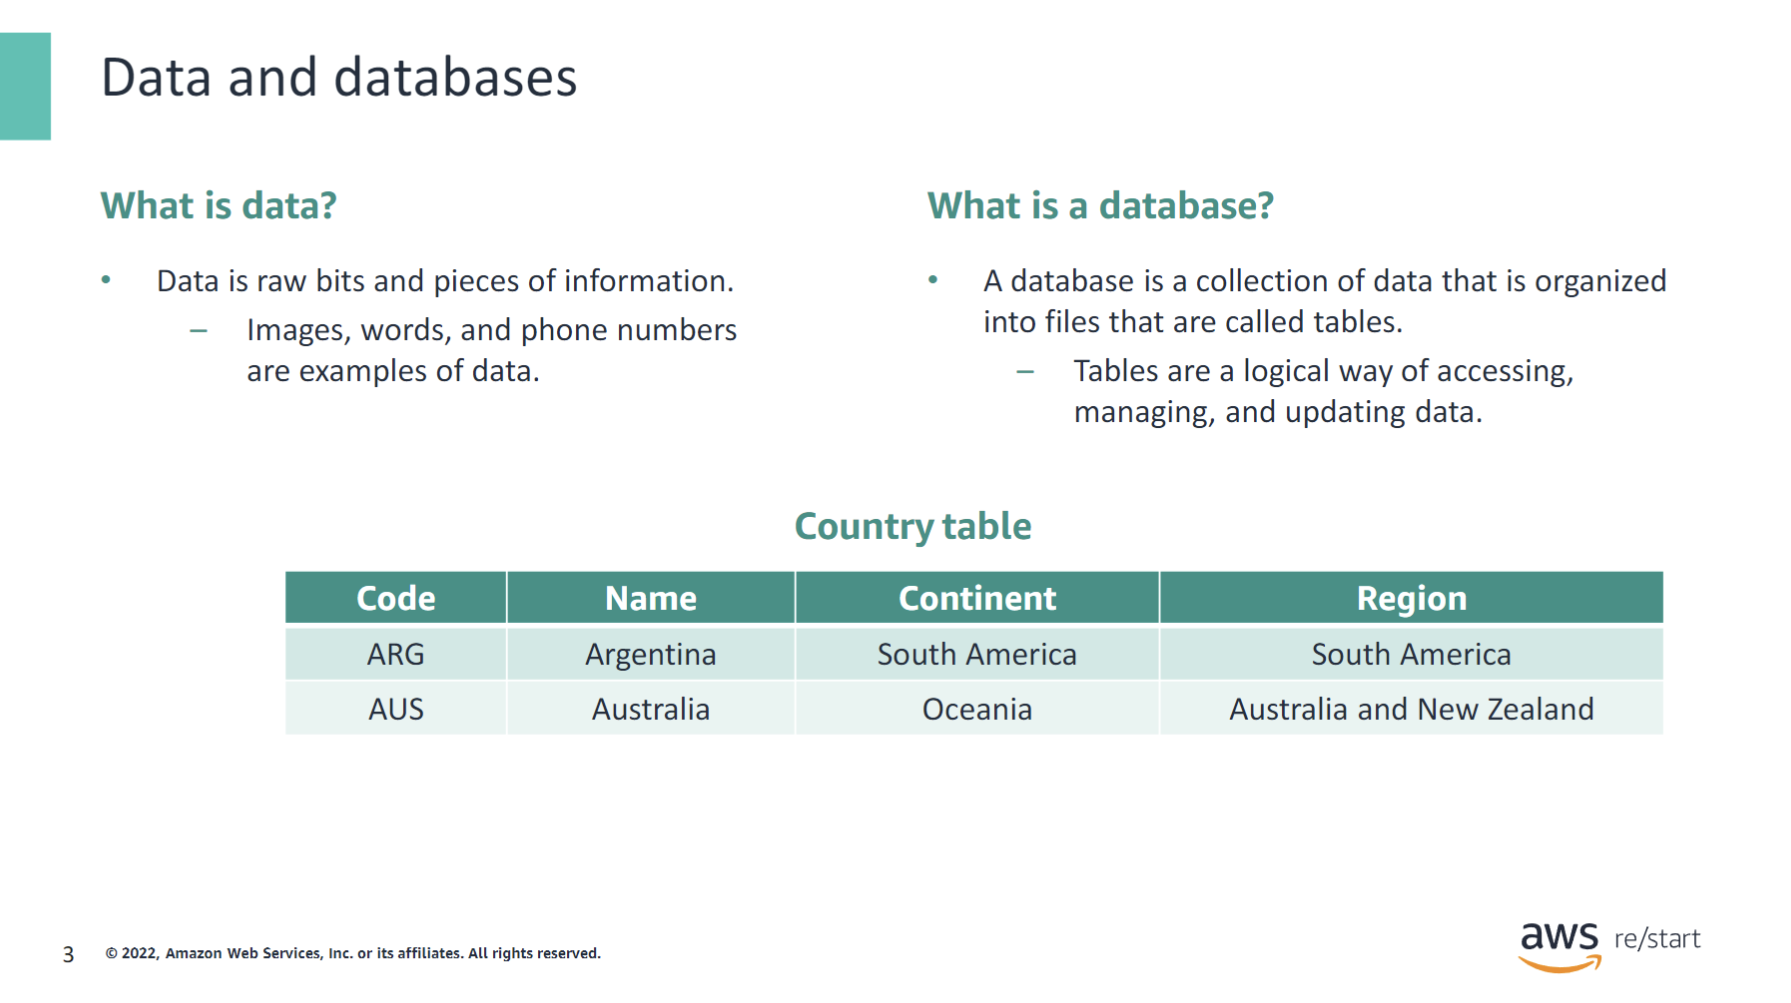 Data and databases
What is data?
• Data is raw bits and pieces of information.
– Images, words, and phone numbers
are examples of data.
What is a database?
• A database is a collection of data that is organized
into files that are called tables.
– Tables are a logical way of accessing,
managing, and updating data.
Country table
Code Name Continent Region
ARG Argentina South America South America
AUS Australia Oceania Australia and New Zealand
3 © 2022, Amazon Web Services, Inc. or its affiliates. All rights reserved.
aws re/start